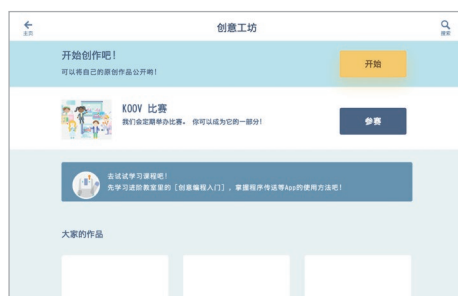 主页
创意工坊
搜索
开始创作吧！
可以将自己的原创作品公开哟！
开始
KOOV 比赛
我们会定期举办比赛。 你可以成为它的一部分！
参赛
去试试学习课程吧！
先学习进阶教室里的［创意编程入门］，掌握程序传送等App的使用方法吧！
大家的作品